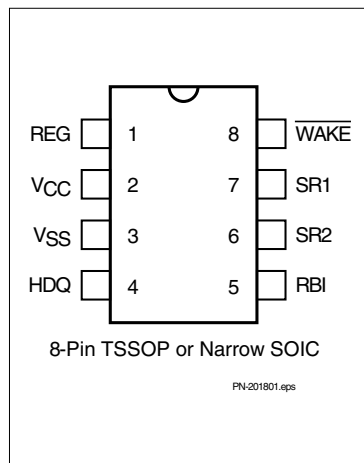 REG 1 8 WAKE
VCC 2 7 SR1
VSS 3 6 SR2
HDQ 4 5 RBI
8-Pin TSSOP or Narrow SOIC
PN-201801.eps